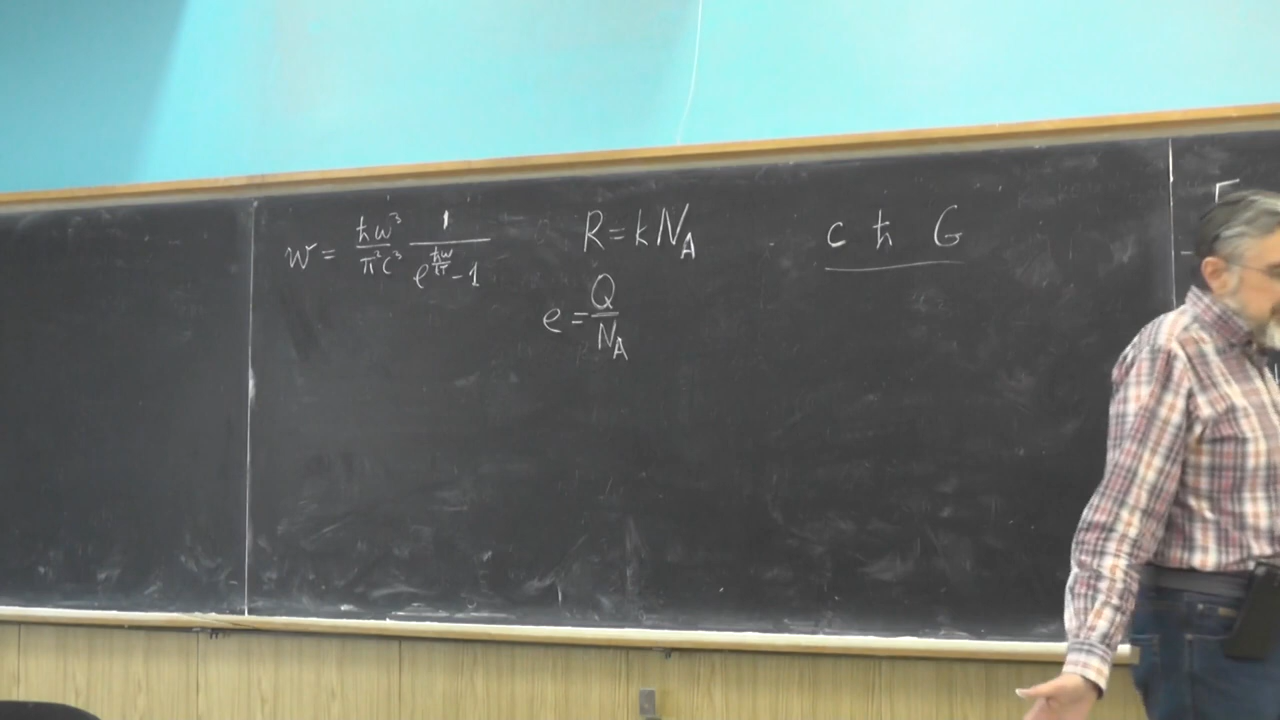 w = ħω³/π²c³ 1/(e^(ħω/kT) - 1)
R = kN_A
e = Q/N_A
c ħ G